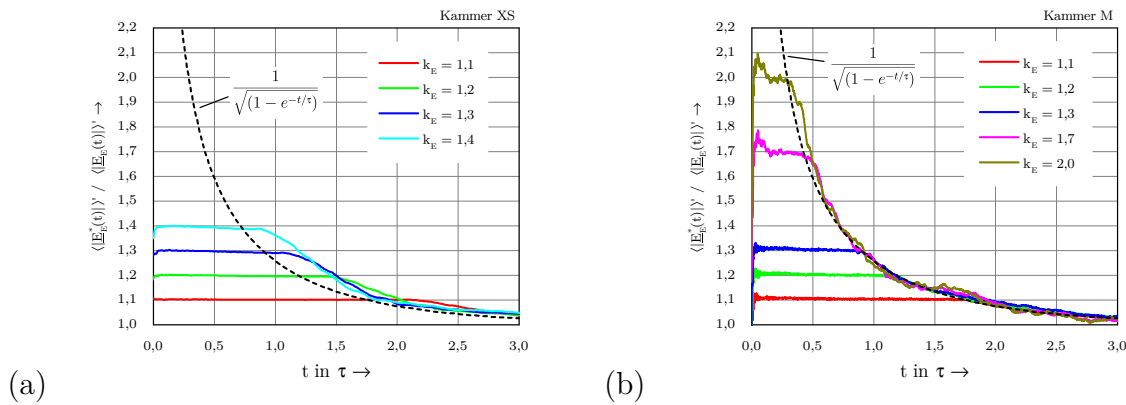 Kammer XS
2,2
2,1
2,0
1,9
1,8
1,7
1,6
1,5
1,4
1,3
1,2
1,1
1,0
⟨|E*E(t)|⟩' / ⟨|EE(t)|⟩' →
1
√(1 − e^(−t/τ))
kE = 1,1
kE = 1,2
kE = 1,3
kE = 1,4
0,0 0,5 1,0 1,5 2,0 2,5 3,0
t in τ →
(a)
Kammer M
2,2
2,1
2,0
1,9
1,8
1,7
1,6
1,5
1,4
1,3
1,2
1,1
1,0
⟨|E*E(t)|⟩' / ⟨|EE(t)|⟩' →
1
√(1 − e^(−t/τ))
kE = 1,1
kE = 1,2
kE = 1,3
kE = 1,7
kE = 2,0
0,0 0,5 1,0 1,5 2,0 2,5 3,0
t in τ →
(b)